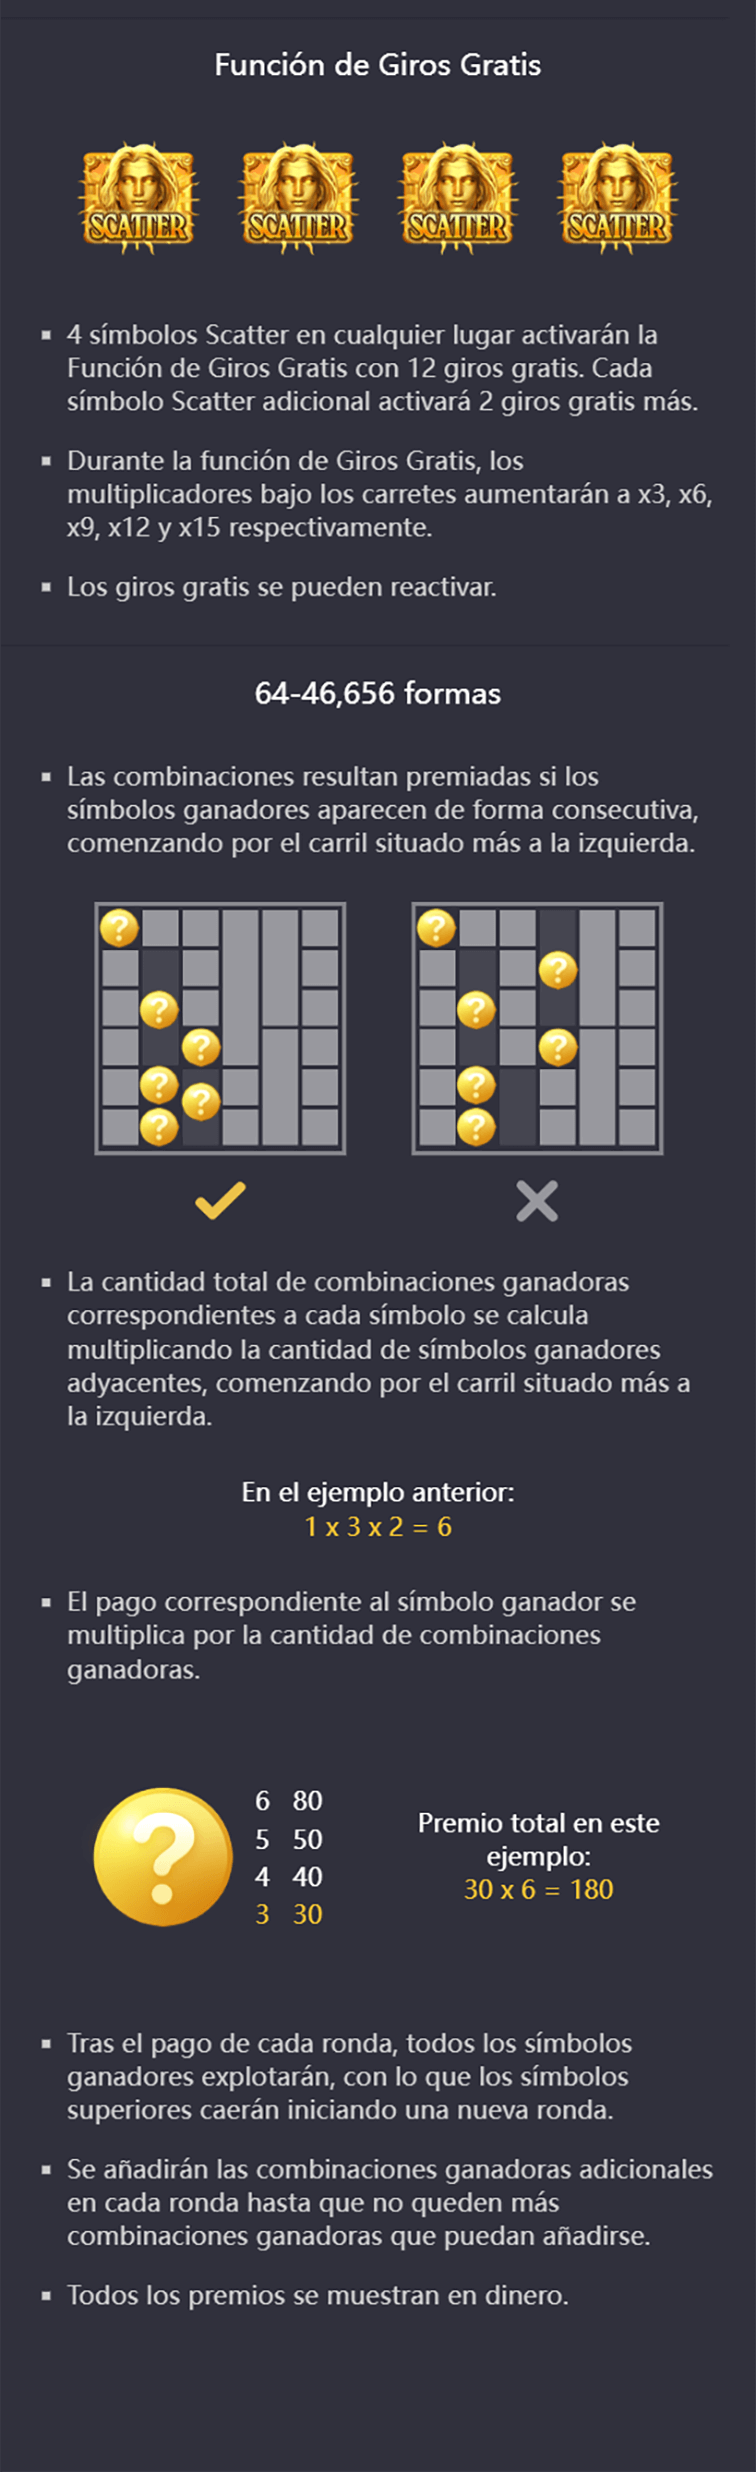 Función de Giros Gratis
SCATTER SCATTER SCATTER SCATTER
▪ 4 símbolos Scatter en cualquier lugar activarán la
Función de Giros Gratis con 12 giros gratis. Cada
símbolo Scatter adicional activará 2 giros gratis más.
▪ Durante la función de Giros Gratis, los
multiplicadores bajo los carretes aumentarán a x3, x6,
x9, x12 y x15 respectivamente.
▪ Los giros gratis se pueden reactivar.
64-46,656 formas
▪ Las combinaciones resultan premiadas si los
símbolos ganadores aparecen de forma consecutiva,
comenzando por el carril situado más a la izquierda.
? ?
? ?
? ?
? ?
? ?
? ?
▪ La cantidad total de combinaciones ganadoras
correspondientes a cada símbolo se calcula
multiplicando la cantidad de símbolos ganadores
adyacentes, comenzando por el carril situado más a
la izquierda.
En el ejemplo anterior:
1 x 3 x 2 = 6
▪ El pago correspondiente al símbolo ganador se
multiplica por la cantidad de combinaciones
ganadoras.
?
6 80
5 50
4 40
3 30
Premio total en este
ejemplo:
30 x 6 = 180
▪ Tras el pago de cada ronda, todos los símbolos
ganadores explotarán, con lo que los símbolos
superiores caerán iniciando una nueva ronda.
▪ Se añadirán las combinaciones ganadoras adicionales
en cada ronda hasta que no queden más
combinaciones ganadoras que puedan añadirse.
▪ Todos los premios se muestran en dinero.